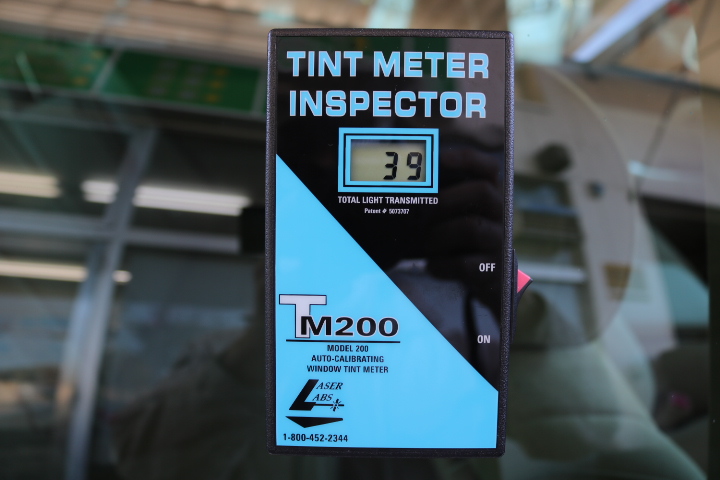 TINT METER
INSPECTOR
39
TOTAL LIGHT TRANSMITTED
Patent # 5073707
OFF
ON
TM200
MODEL 200
AUTO-CALIBRATING
WINDOW TINT METER
LASER
LABS
1-800-452-2344